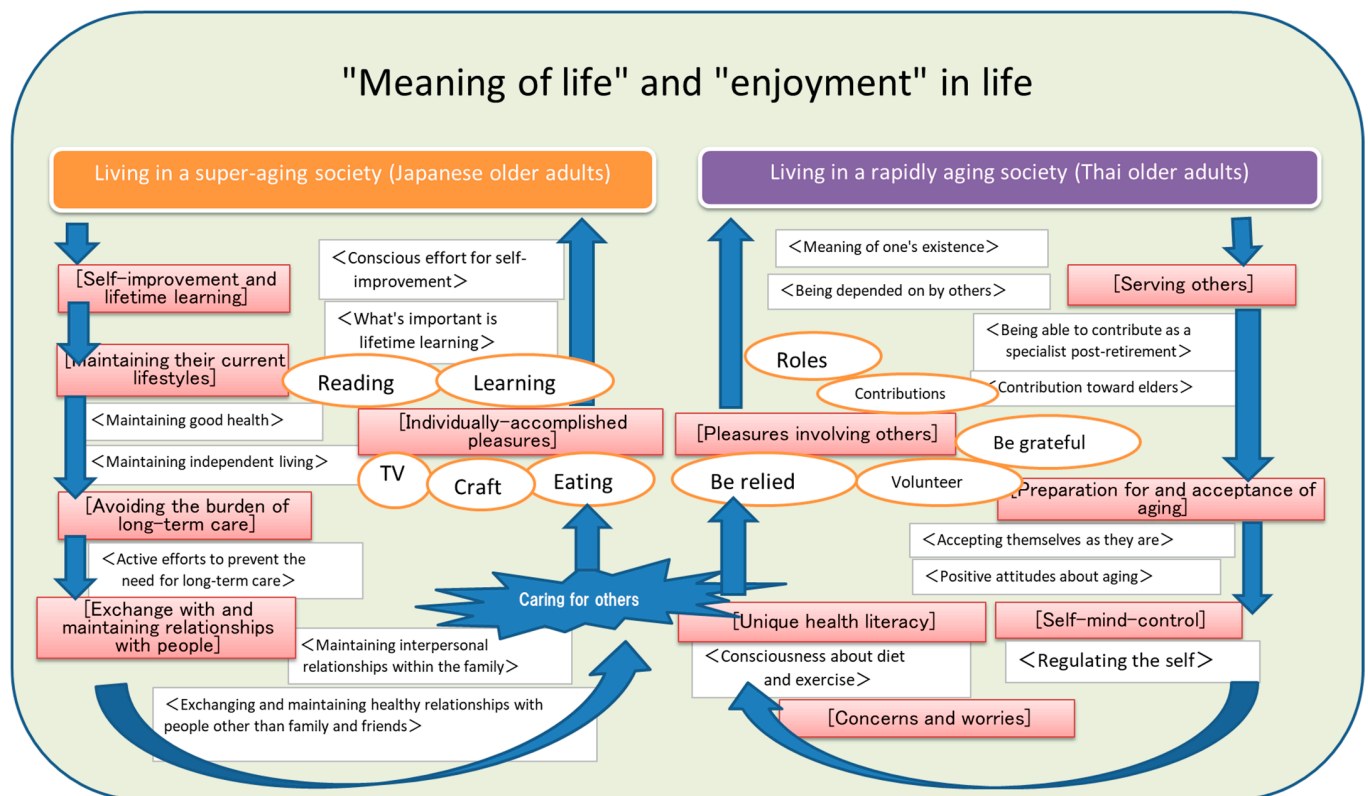 "Meaning of life" and "enjoyment" in life
Living in a super-aging society (Japanese older adults)
[Self-improvement and
lifetime learning]
<Conscious effort for self-
improvement>
<What's important is
lifetime learning>
[Maintaining their current
lifestyles]
Reading
Learning
<Maintaining good health>
<Maintaining independent living>
[Individually-accomplished
pleasures]
TV
Craft
Eating
[Avoiding the burden of
long-term care]
<Active efforts to prevent the
need for long-term care>
Caring for others
[Exchange with and
maintaining relationships
with people]
<Maintaining interpersonal
relationships within the family>
<Exchanging and maintaining healthy relationships with
people other than family and friends>
Living in a rapidly aging society (Thai older adults)
<Meaning of one's existence>
<Being depended on by others>
[Serving others]
<Being able to contribute as a
specialist post-retirement>
<Contribution toward elders>
Roles
Contributions
[Pleasures involving others]
Be grateful
Be relied
Volunteer
[Preparation for and acceptance of
aging]
<Accepting themselves as they are>
<Positive attitudes about aging>
[Unique health literacy]
[Self-mind-control]
<Consciousness about diet
and exercise>
<Regulating the self>
[Concerns and worries]